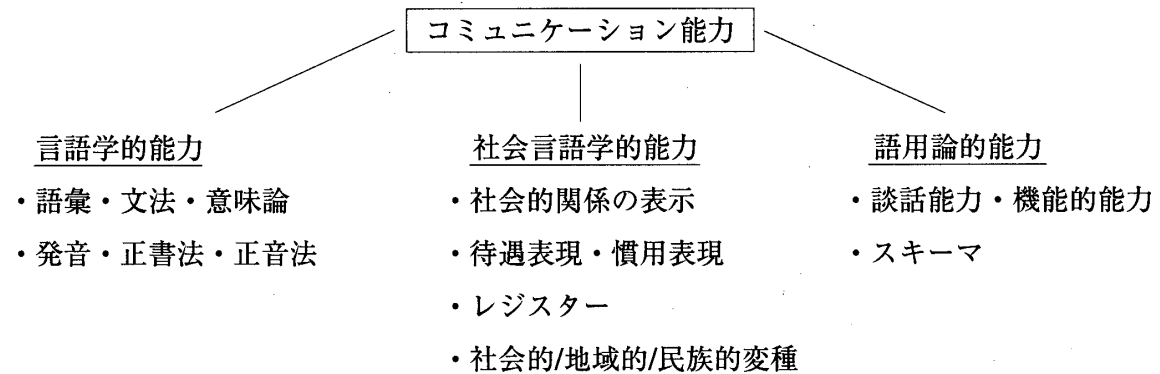 コミュニケーション能力
言語学的能力
・語彙・文法・意味論
・発音・正書法・正音法
社会言語学的能力
・社会的関係の表示
・待遇表現・慣用表現
・レジスター
・社会的/地域的/民族的変種
語用論的能力
・談話能力・機能的能力
・スキーマ